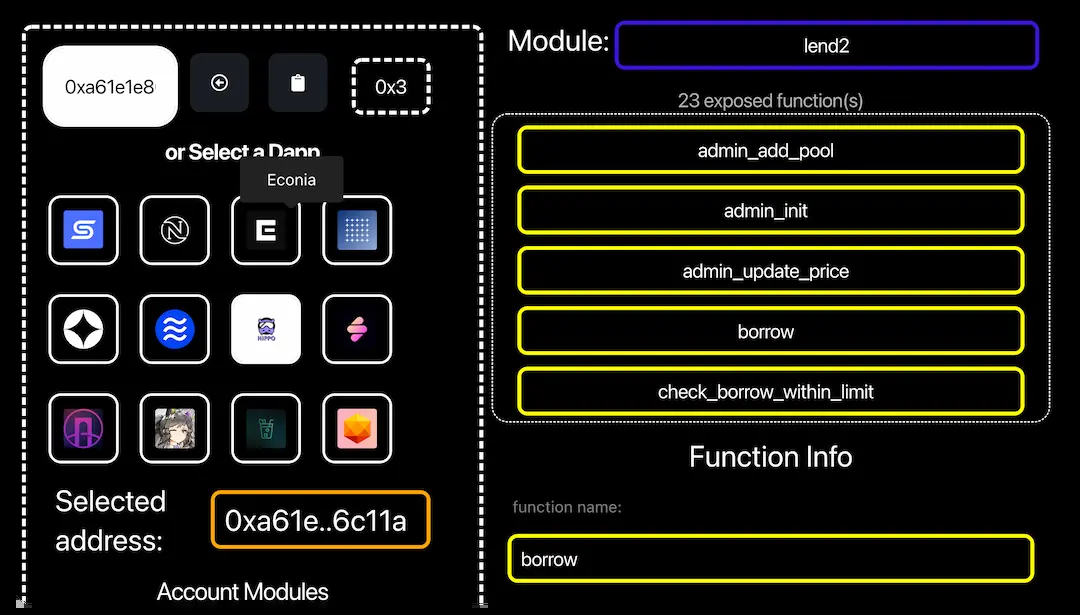 0xa61e1e8
0x3
or Select a Dapp
Econia
HIPPO
Selected
address:
0xa61e..6c11a
Account Modules
Module:
lend2
23 exposed function(s)
admin_add_pool
admin_init
admin_update_price
borrow
check_borrow_within_limit
Function Info
function name:
borrow